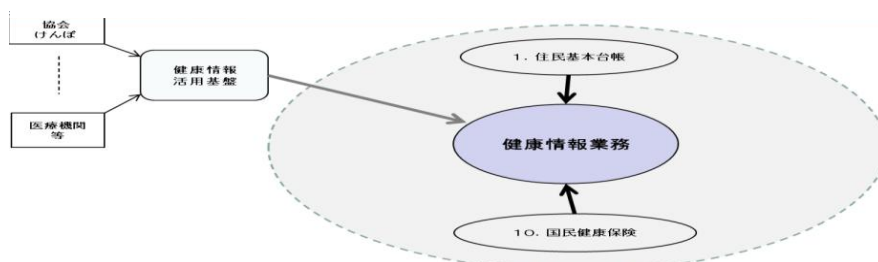 協会
けんぽ
健康情報
活用基盤
医療機関
等
1. 住民基本台帳
健康情報業務
10. 国民健康保険